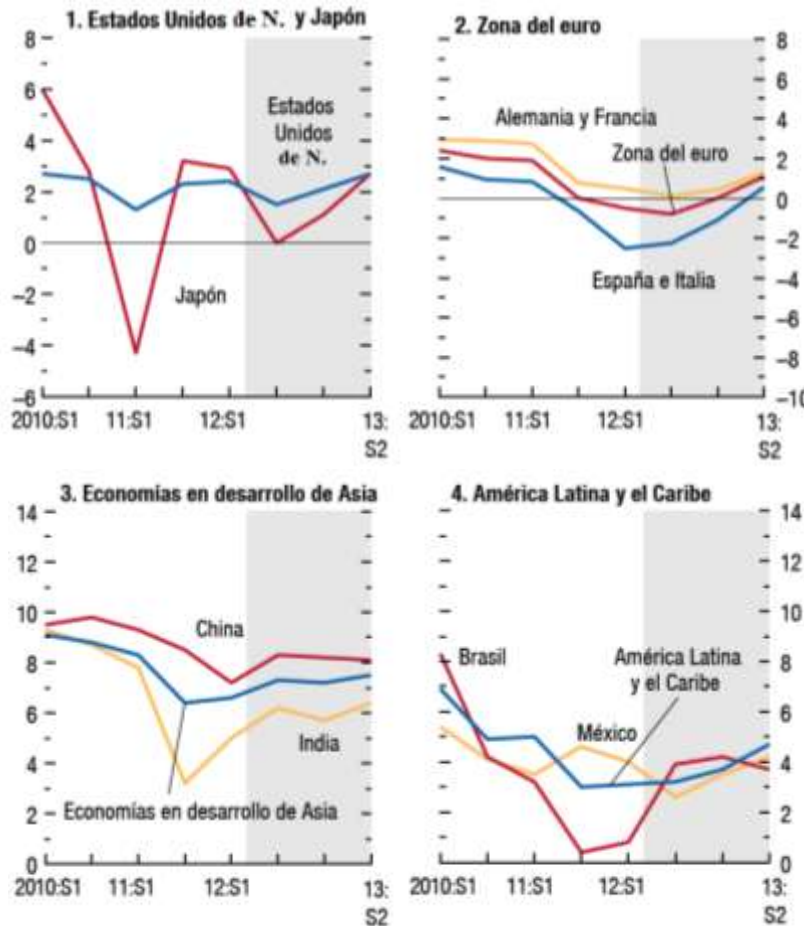 1. Estados Unidos de N. y Japón
8
6
4
2
0
−2
−4
−6
Estados
Unidos
de N.
Japón
2010:S1 11:S1 12:S1 13:
S2
2. Zona del euro
8
6
4
2
0
−2
−4
−6
−8
−10
Alemania y Francia
Zona del euro
España e Italia
2010:S1 11:S1 12:S1 13:
S2
3. Economías en desarrollo de Asia
14
12
10
8
6
4
2
0
China
India
Economías en desarrollo de Asia
2010:S1 11:S1 12:S1 13:
S2
4. América Latina y el Caribe
14
12
10
8
6
4
2
0
Brasil
América Latina
y el Caribe
México
2010:S1 11:S1 12:S1 13:
S2